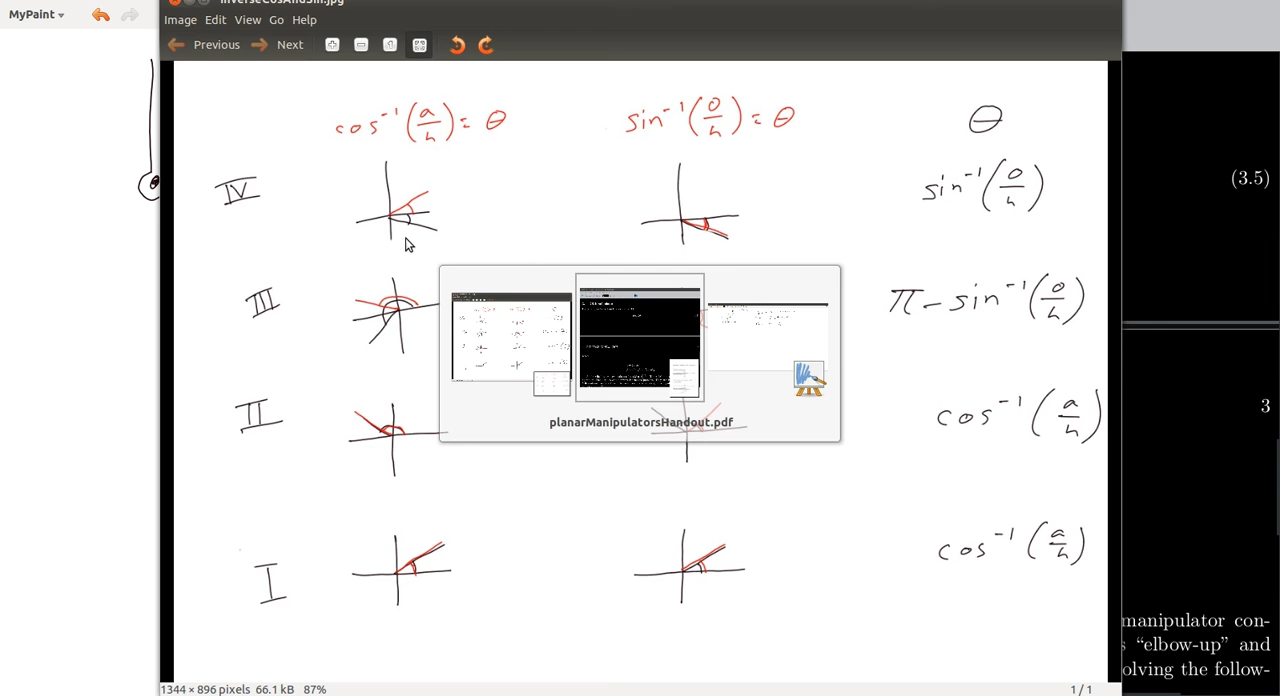 MyPaint
inverseCosAndSin.jpg
Image Edit View Go Help
Previous Next
cos⁻¹(a/h) = θ sin⁻¹(o/h) = θ θ
IV sin⁻¹(o/h)
(3.5)
III π - sin⁻¹(o/h)
planarManipulatorsHandout.pdf
II cos⁻¹(a/h)
3
I cos⁻¹(a/h)
manipulator con-
s “elbow-up” and
olving the follow-
1344 × 896 pixels 66.1 kB 87% 1 / 1